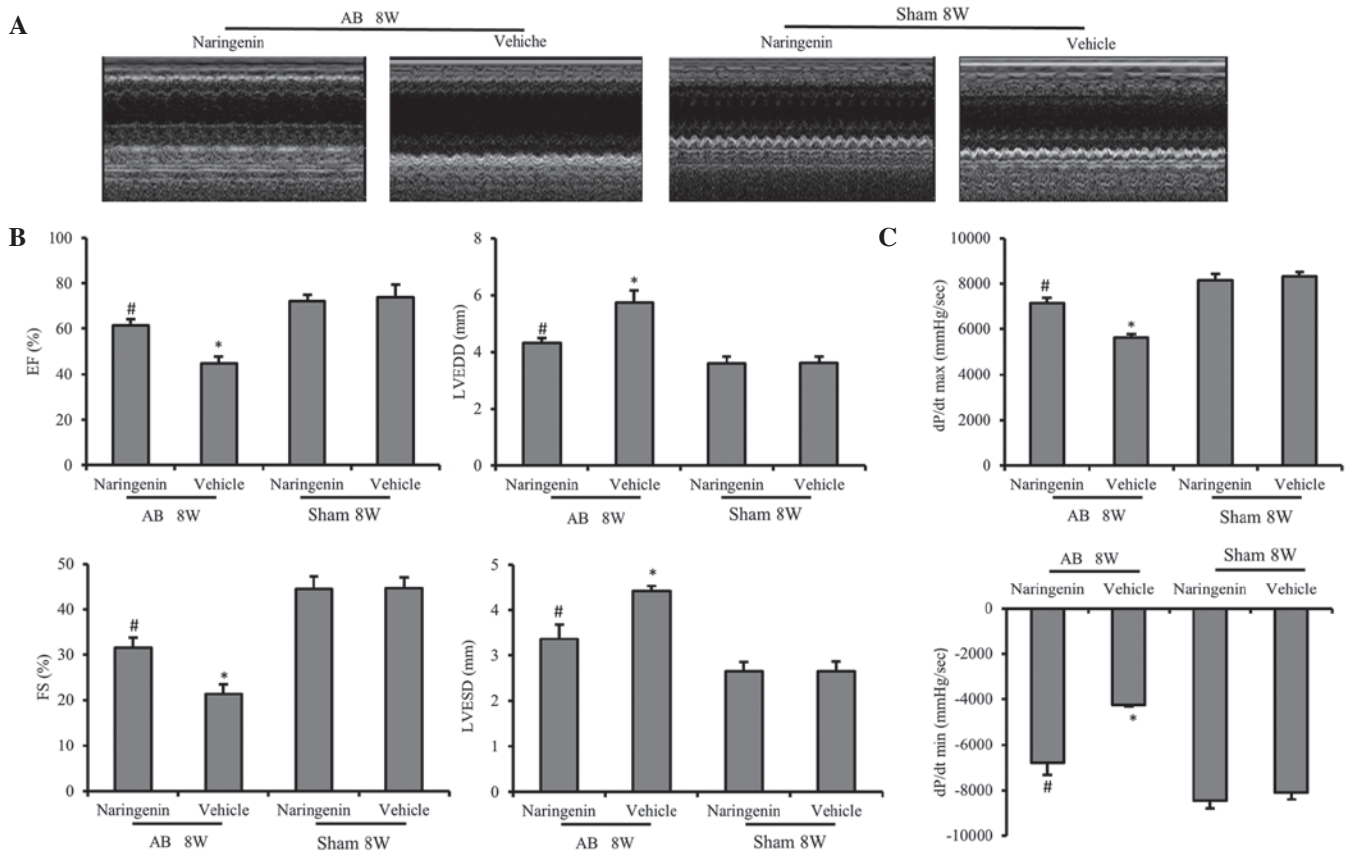 A
AB 8W
Sham 8W
Naringenin
Vehiche
Naringenin
Vehicle
B
100
80
60
40
20
0
EF (%)
#
*
Naringenin
Vehicle
Naringenin
Vehicle
AB 8W
Sham 8W
8
6
4
2
0
LVEDD (mm)
#
*
Naringenin
Vehicle
Naringenin
Vehicle
AB 8W
Sham 8W
C
10000
8000
6000
4000
2000
0
dP/dt max (mmHg/sec)
#
*
Naringenin
Vehicle
Naringenin
Vehicle
AB 8W
Sham 8W
50
40
30
20
10
0
FS (%)
#
*
Naringenin
Vehicle
Naringenin
Vehicle
AB 8W
Sham 8W
5
4
3
2
1
0
LVESD (mm)
#
*
Naringenin
Vehicle
Naringenin
Vehicle
AB 8W
Sham 8W
AB 8W
Sham 8W
Naringenin
Vehicle
Naringenin
Vehicle
0
-2000
-4000
-6000
-8000
-10000
dP/dt min (mmHg/sec)
*
#